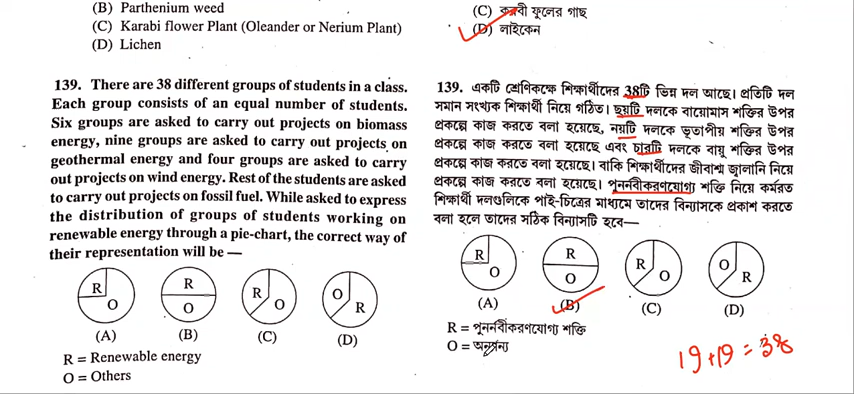 (B) Parthenium weed
(C) Karabi flower Plant (Oleander or Nerium Plant)
(D) Lichen
139. There are 38 different groups of students in a class.
Each group consists of an equal number of students.
Six groups are asked to carry out projects on biomass
energy, nine groups are asked to carry out projects on
geothermal energy and four groups are asked to carry
out projects on wind energy. Rest of the students are asked
to carry out projects on fossil fuel. While asked to express
the distribution of groups of students working on
renewable energy through a pie-chart, the correct way of
their representation will be —
R O R O R O O R
(A) (B) (C) (D)
R = Renewable energy
O = Others
(C) করবী ফুলের গাছ
(D) লাইকেন
139. একটি শ্রেণিকক্ষে শিক্ষার্থীদের 38টি ভিন্ন দল আছে। প্রতিটি দল
সমান সংখ্যক শিক্ষার্থী নিয়ে গঠিত। ছয়টি দলকে বায়োমাস শক্তির উপর
প্রকল্পে কাজ করতে বলা হয়েছে, নয়টি দলকে ভূতাপীয় শক্তির উপর
প্রকল্পে কাজ করতে বলা হয়েছে এবং চারটি দলকে বায়ু শক্তির উপর
প্রকল্পে কাজ করতে বলা হয়েছে। বাকি শিক্ষার্থীদের জীবাশ্ম জ্বালানি নিয়ে
প্রকল্পে কাজ করতে বলা হয়েছে। পুনর্নবীকরণযোগ্য শক্তি নিয়ে কর্মরত
শিক্ষার্থী দলগুলিকে পাই-চিত্রের মাধ্যমে তাদের বিন্যাসকে প্রকাশ করতে
বলা হলে তাদের সঠিক বিন্যাসটি হবে—
R O R O R O O R
(A) (B) (C) (D)
R = পুনর্নবীকরণযোগ্য শক্তি
O = অন্যান্য
19+19=38